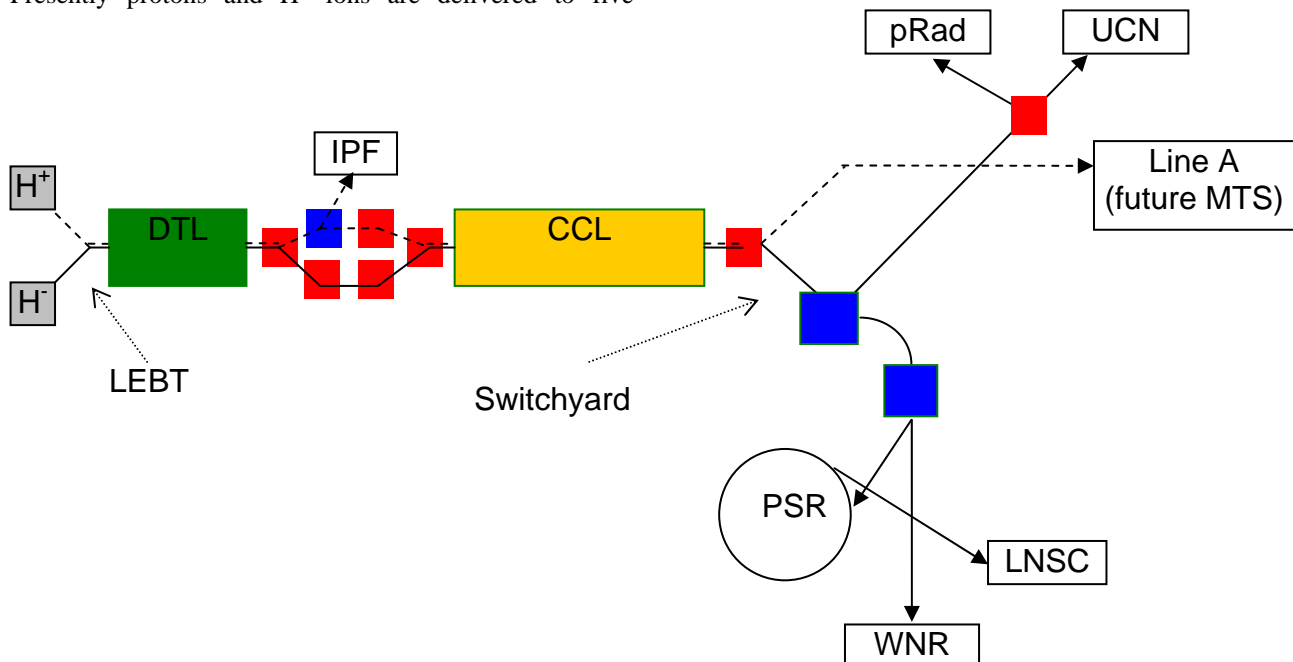 Presently protons and H⁻ ions are delivered to five
pRad
UCN
IPF
Line A
(future MTS)
H⁺
DTL
CCL
H⁻
LEBT
Switchyard
PSR
LNSC
WNR